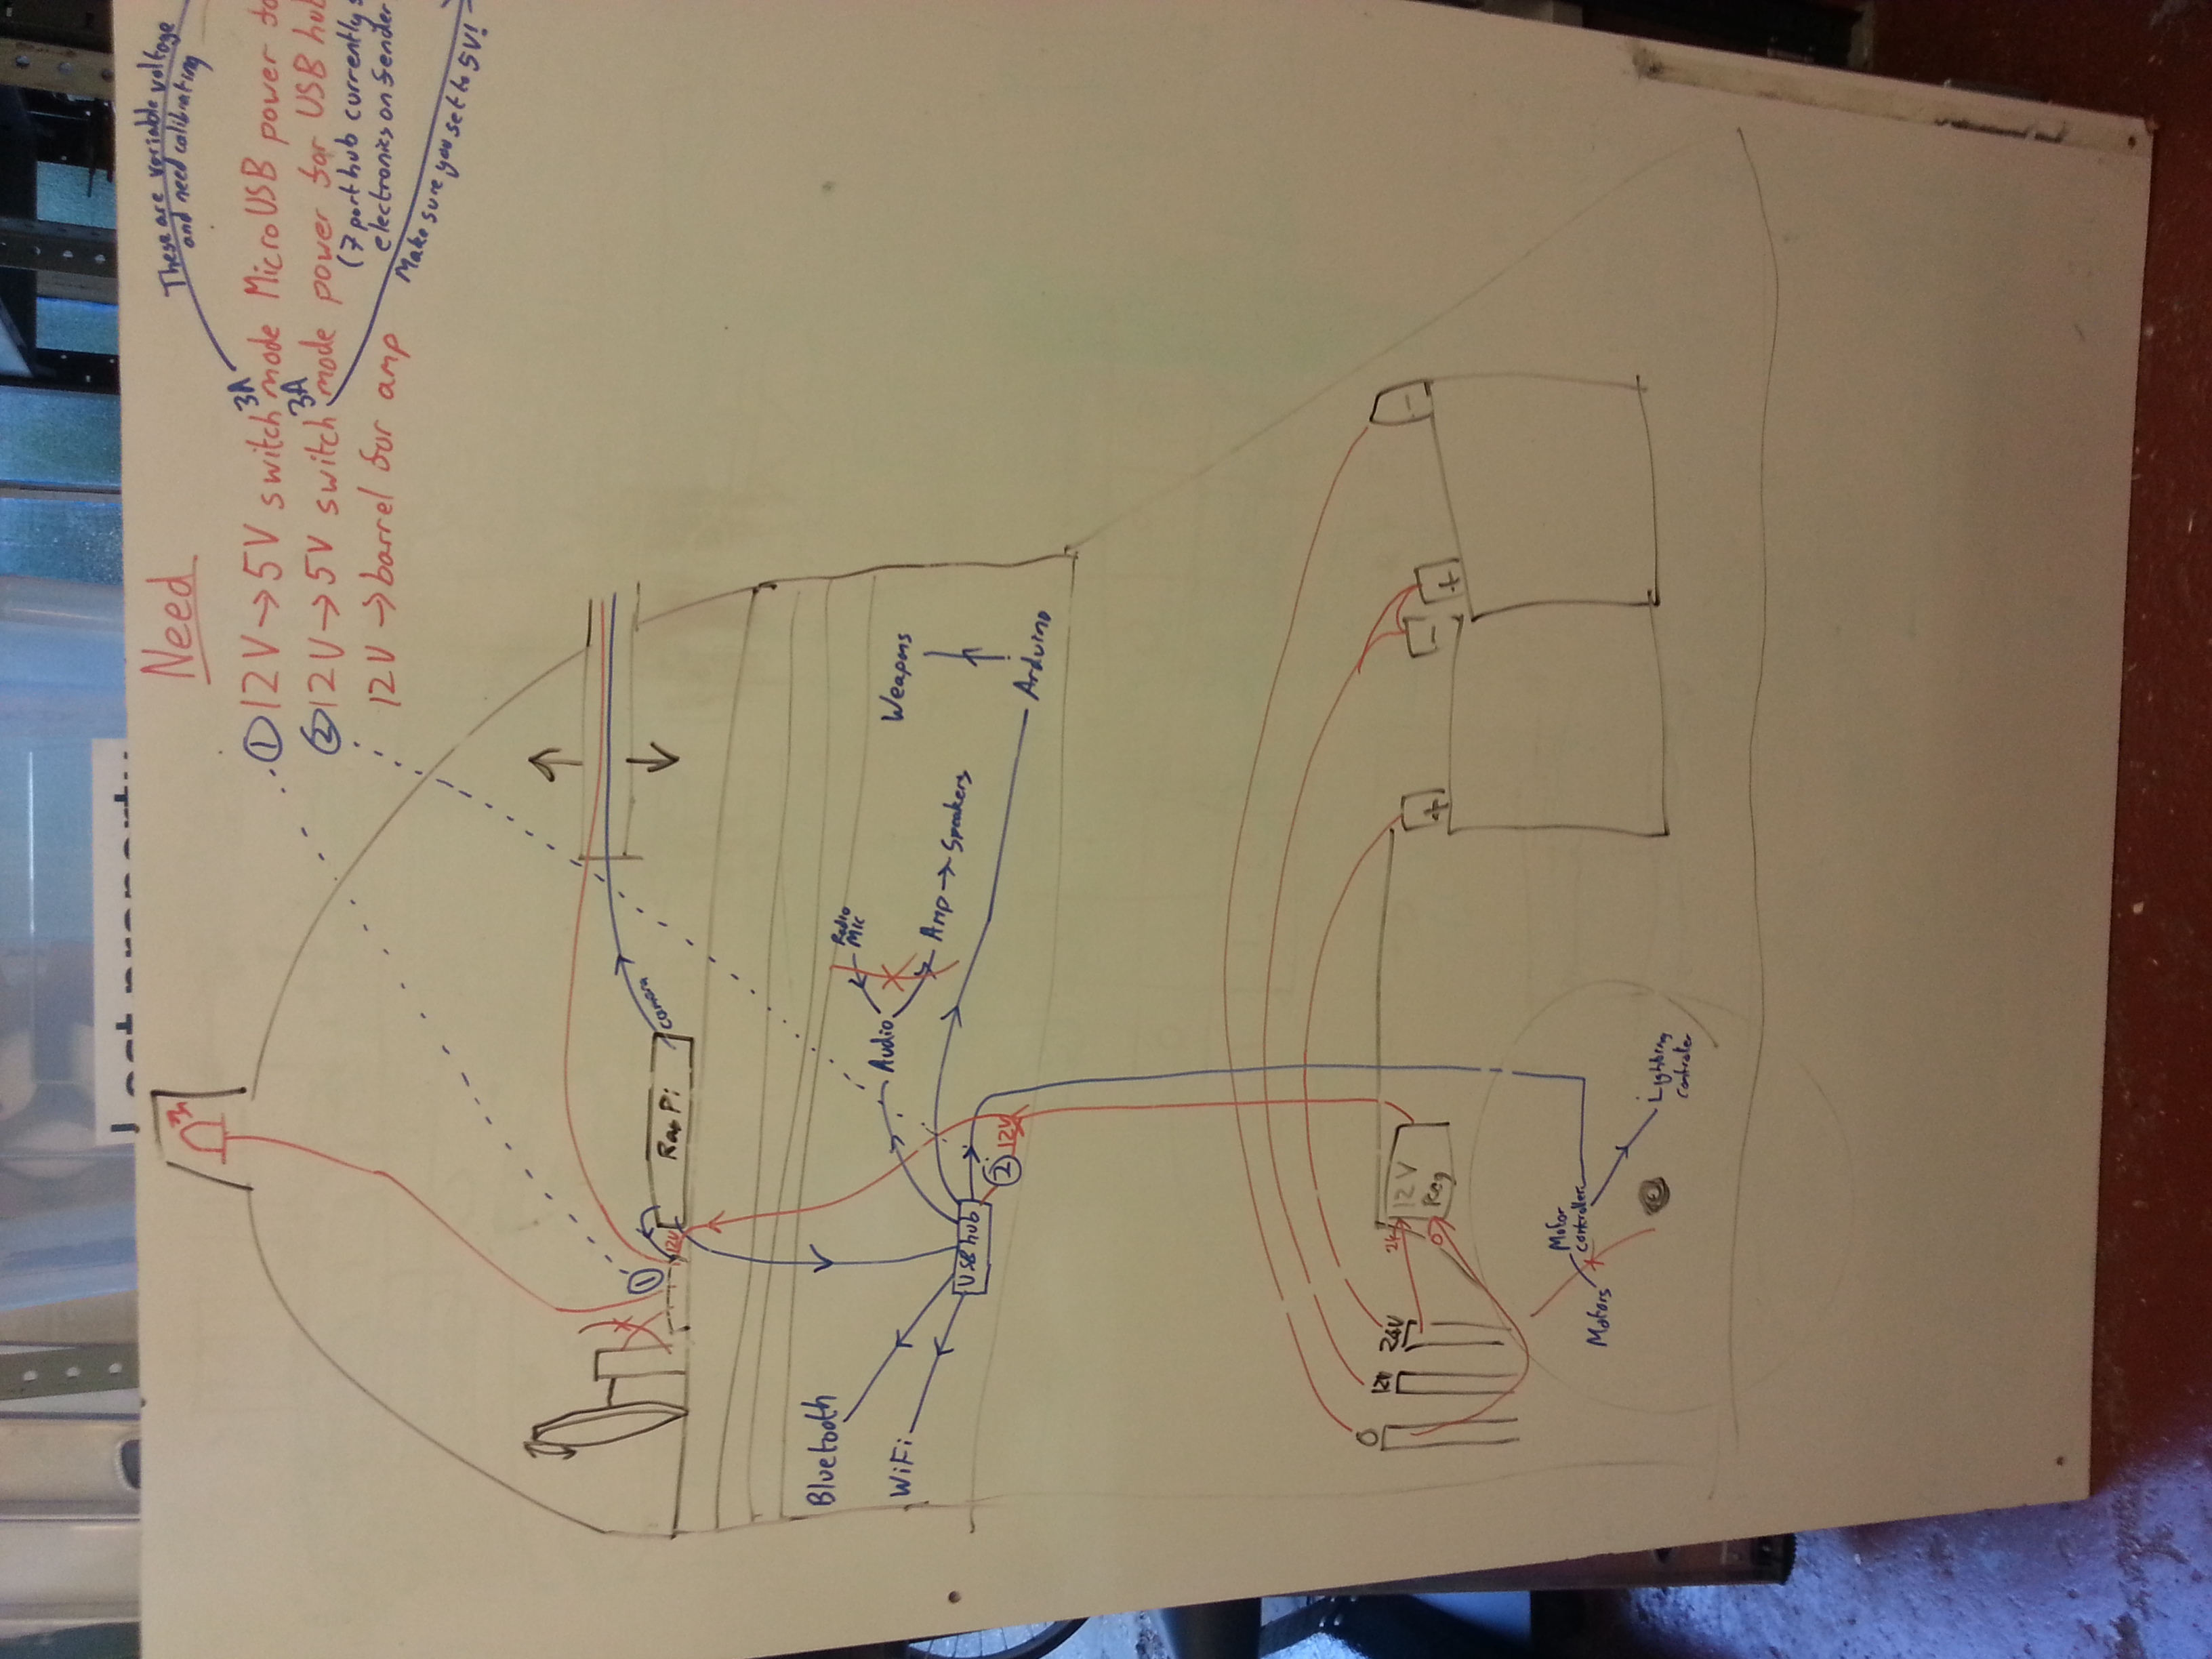 Lost property
Need
These are variable voltage
and need calibrating
3A
① 12V → 5V switch mode MicroUSB power to
3A
② 12V → 5V switch mode power for USB hub
(7 port hub currently s
electronics on fender
12V → barrel for amp
Make sure you set to 5V!
①
12V
Ras Pi
camera
Bluetooth
WiFi
Audio
Radio
Mic
Amp → Speakers
Weapons
USB hub
②
12V
Arduino
0
12V
24V
24
0
12V
Reg
+
-
+
-
Motor
controller
Motors
Lighting
controller